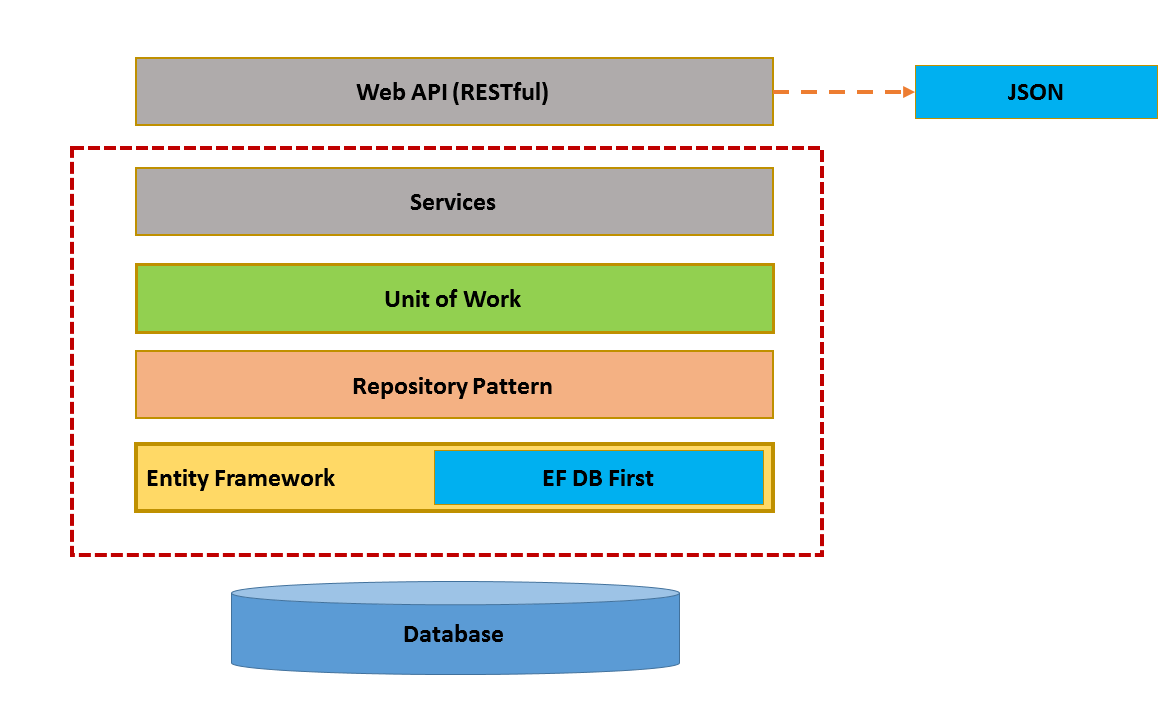 Web API (RESTful)
JSON
Services
Unit of Work
Repository Pattern
Entity Framework
EF DB First
Database